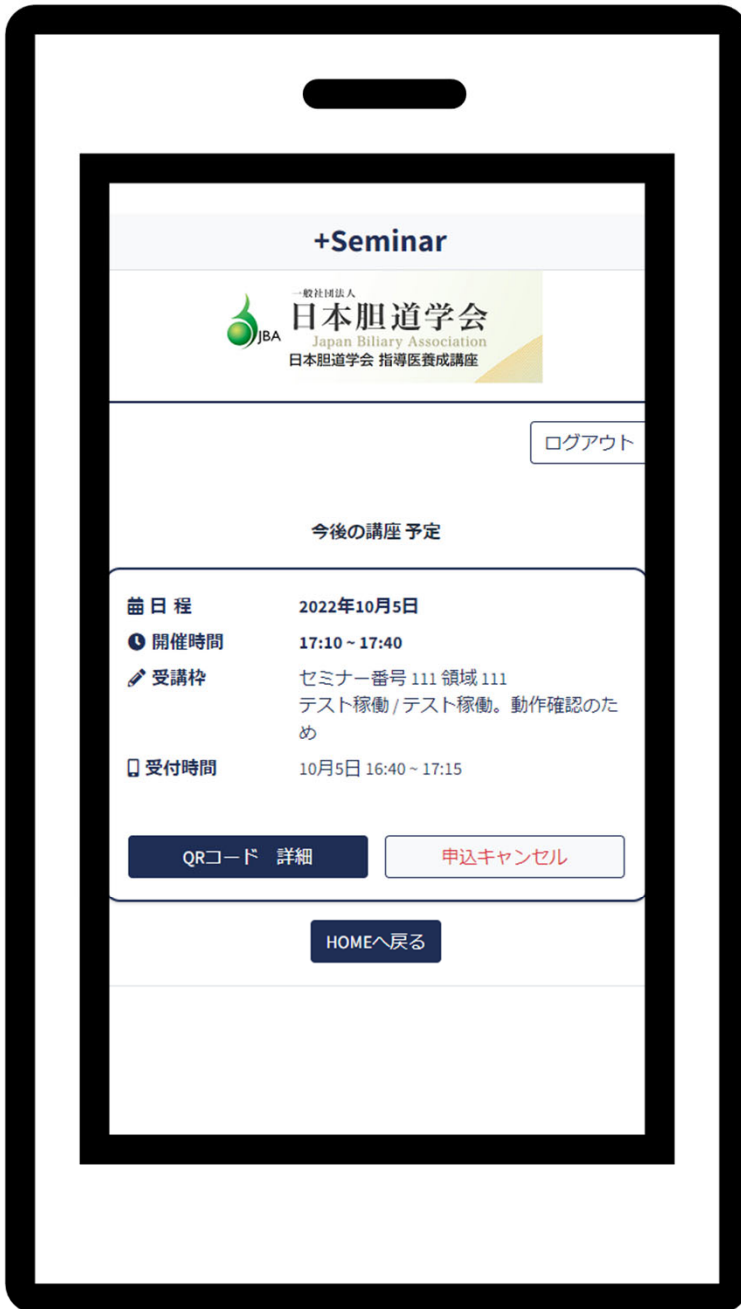 +Seminar
一般社団法人
日本胆道学会
JBA
Japan Biliary Association
日本胆道学会 指導医養成講座
ログアウト
今後の講座 予定
日 程 2022年10月5日
開催時間 17:10 ~ 17:40
受講枠 セミナー番号 111 領域 111
テスト稼働 / テスト稼働。動作確認のた
め
受付時間 10月5日 16:40 ~ 17:15
QRコード　詳細 申込キャンセル
HOMEへ戻る